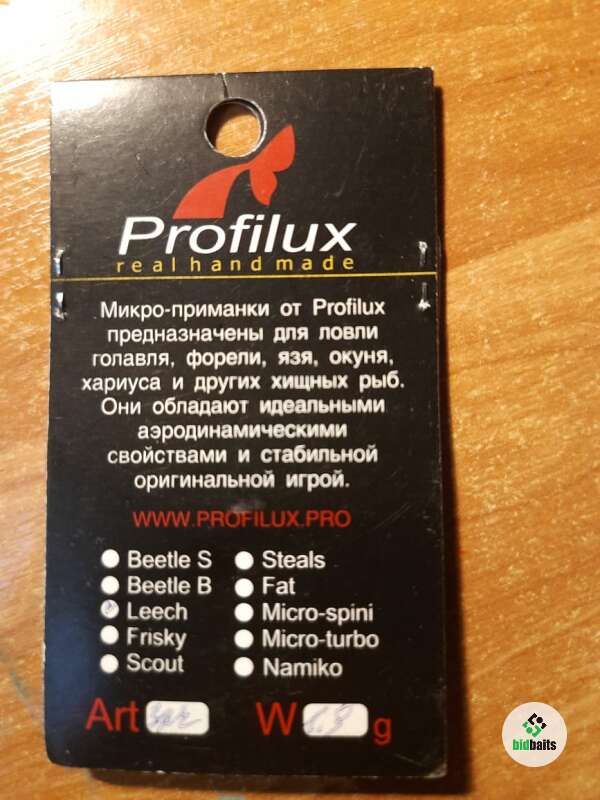 Profilux
real hand made
Микро-приманки от Profilux
предназначены для ловли
голавля, форели, язя, окуня,
хариуса и других хищных рыб.
Они обладают идеальными
аэродинамическими
свойствами и стабильной
оригинальной игрой.
WWW.PROFILUX.PRO
Beetle S
Beetle B
Leech
Frisky
Scout
Steals
Fat
Micro-spini
Micro-turbo
Namiko
Art
W g
bidbaits